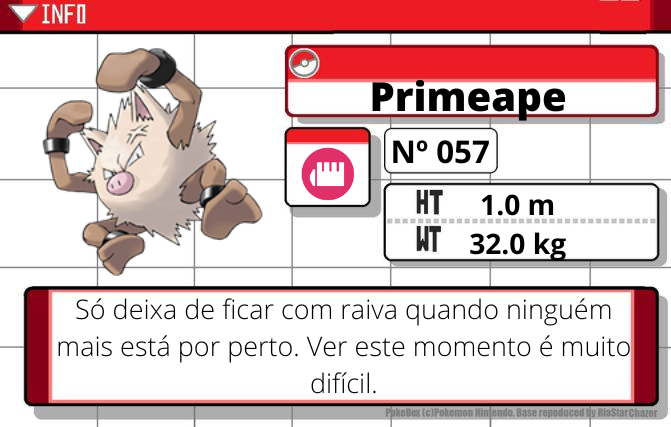 INFO
Primeape
Nº 057
HT 1.0 m
WT 32.0 kg
Só deixa de ficar com raiva quando ninguém
mais está por perto. Ver este momento é muito
difícil.
PokeDex (c)Pokemon Nintendo. Base repoduced by RiaStarChazer